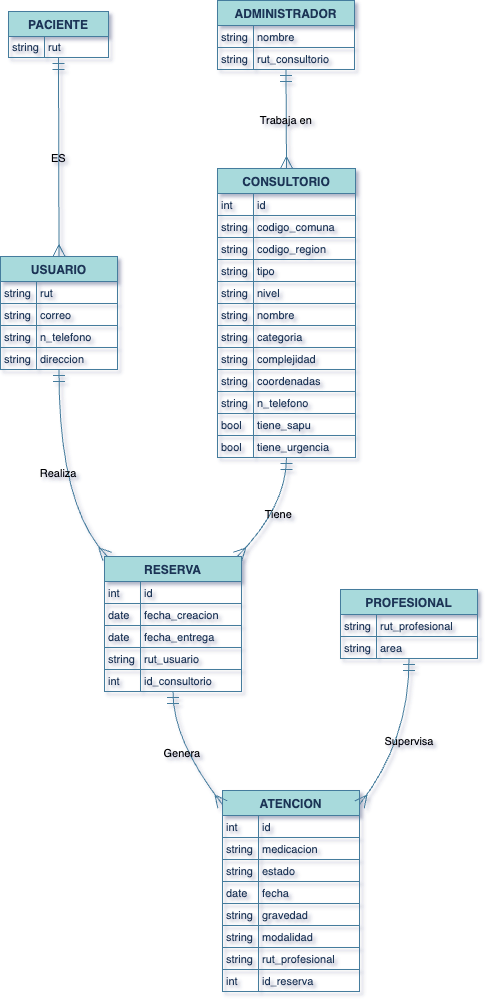 PACIENTE
string rut
ADMINISTRADOR
string nombre
string rut_consultorio
Trabaja en
ES
CONSULTORIO
int id
string codigo_comuna
string codigo_region
string tipo
string nivel
string nombre
string categoria
string complejidad
string coordenadas
string n_telefono
bool tiene_sapu
bool tiene_urgencia
USUARIO
string rut
string correo
string n_telefono
string direccion
Realiza
Tiene
RESERVA
int id
date fecha_creacion
date fecha_entrega
string rut_usuario
int id_consultorio
PROFESIONAL
string rut_profesional
string area
Genera
Supervisa
ATENCION
int id
string medicacion
string estado
date fecha
string gravedad
string modalidad
string rut_profesional
int id_reserva